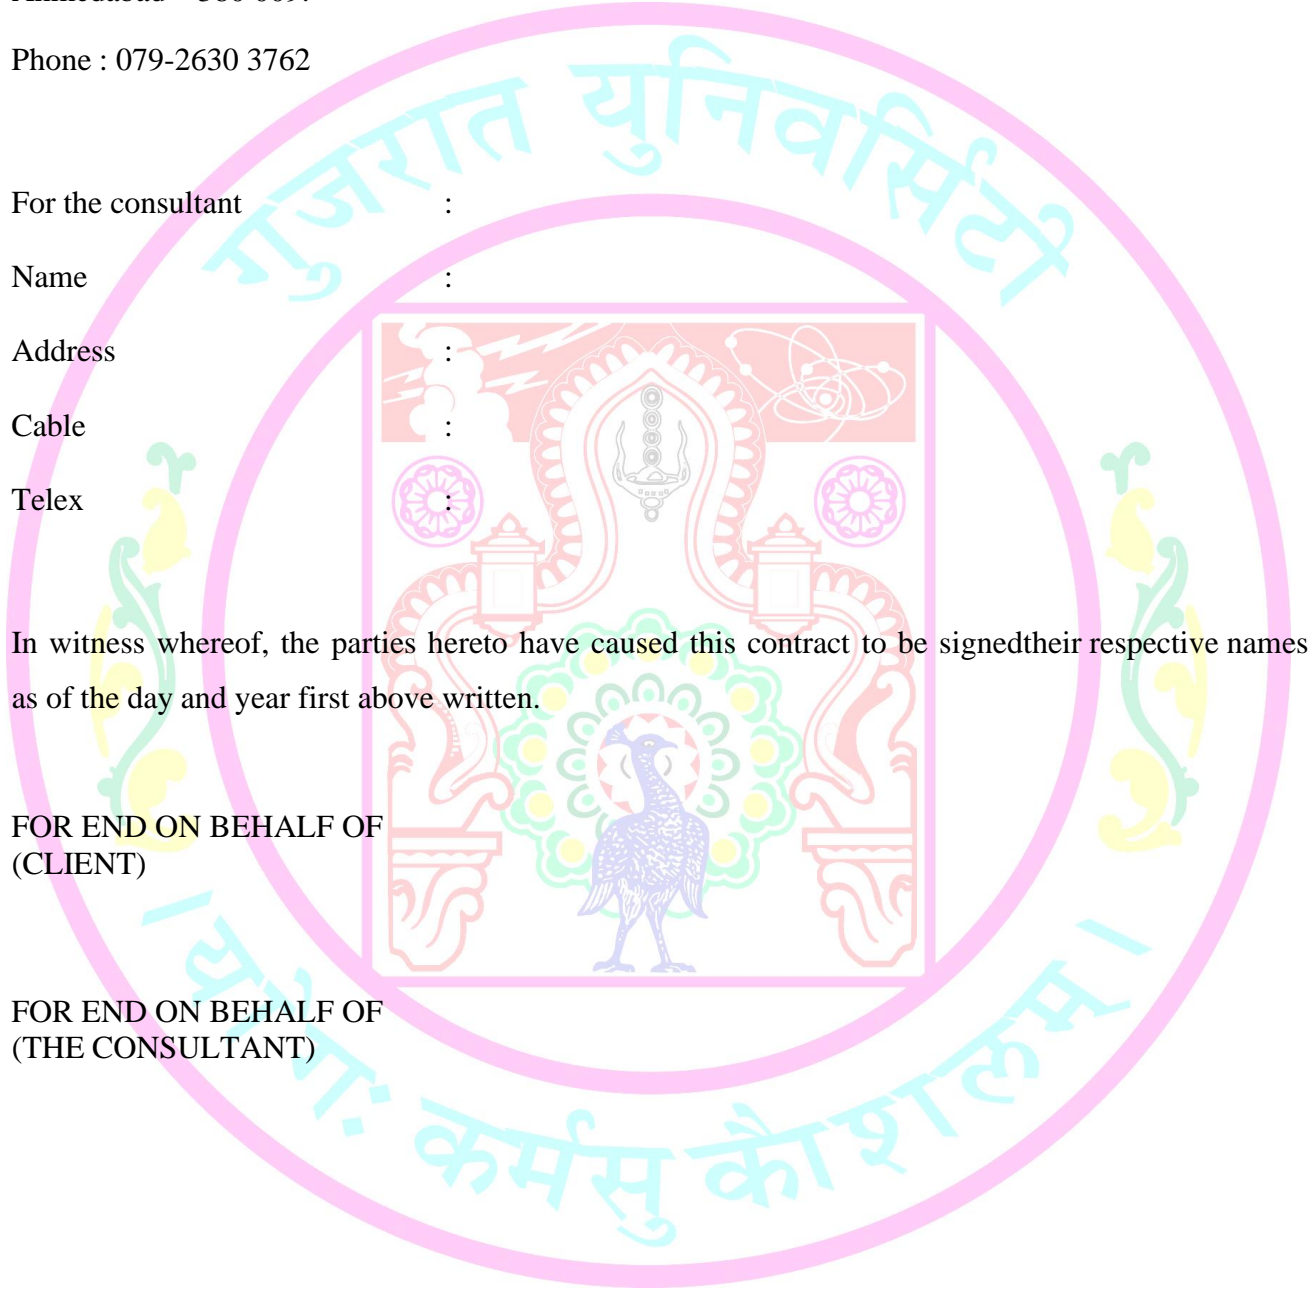 Phone : 079-2630 3762
गुजरात युनिवर्सिटी
For the consultant :
Name :
Address :
Cable :
Telex :
In witness whereof, the parties hereto have caused this contract to be signedtheir respective names
as of the day and year first above written.
FOR END ON BEHALF OF
(CLIENT)
FOR END ON BEHALF OF
(THE CONSULTANT)
। योगः कर्मसु कौशलम् ।